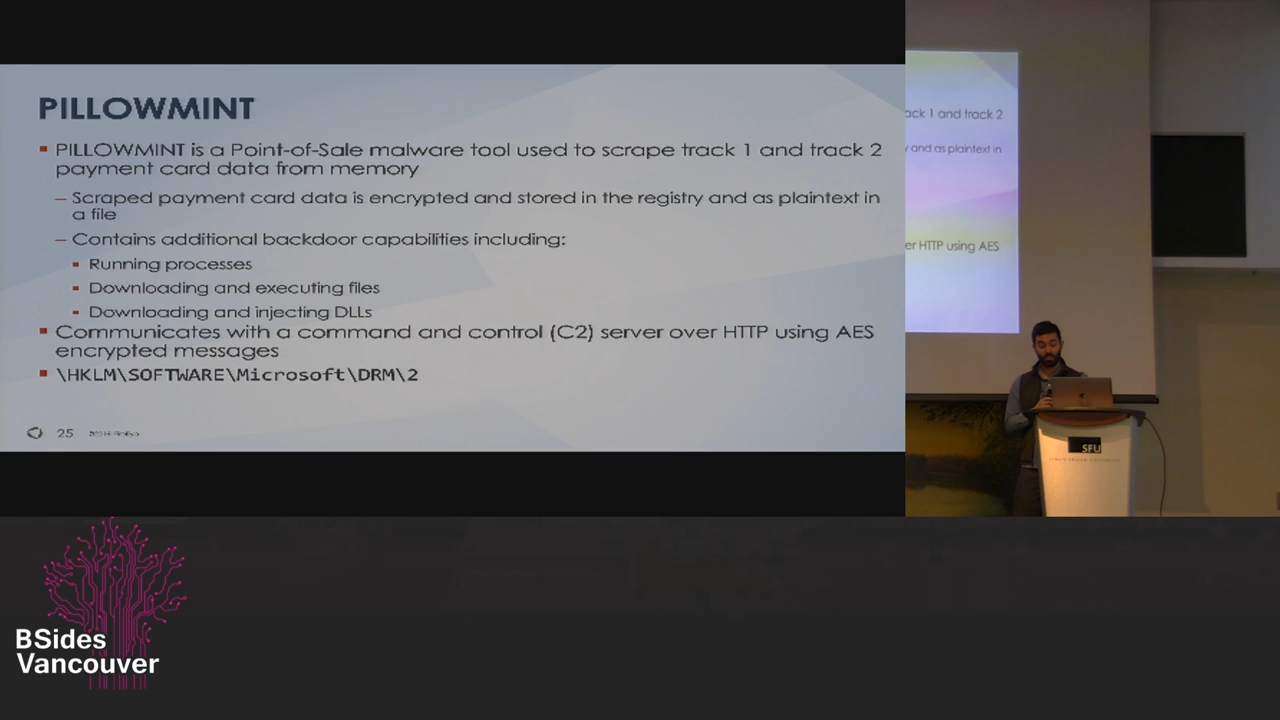 PILLOWMINT
▪ PILLOWMINT is a Point-of-Sale malware tool used to scrape track 1 and track 2
payment card data from memory
– Scraped payment card data is encrypted and stored in the registry and as plaintext in
a file
– Contains additional backdoor capabilities including:
▪ Running processes
▪ Downloading and executing files
▪ Downloading and injecting DLLs
▪ Communicates with a command and control (C2) server over HTTP using AES
encrypted messages
▪ \HKLM\SOFTWARE\Microsoft\DRM\2
25
ack 1 and track 2
y and as plaintext in
er HTTP using AES
SFU
BSides
Vancouver